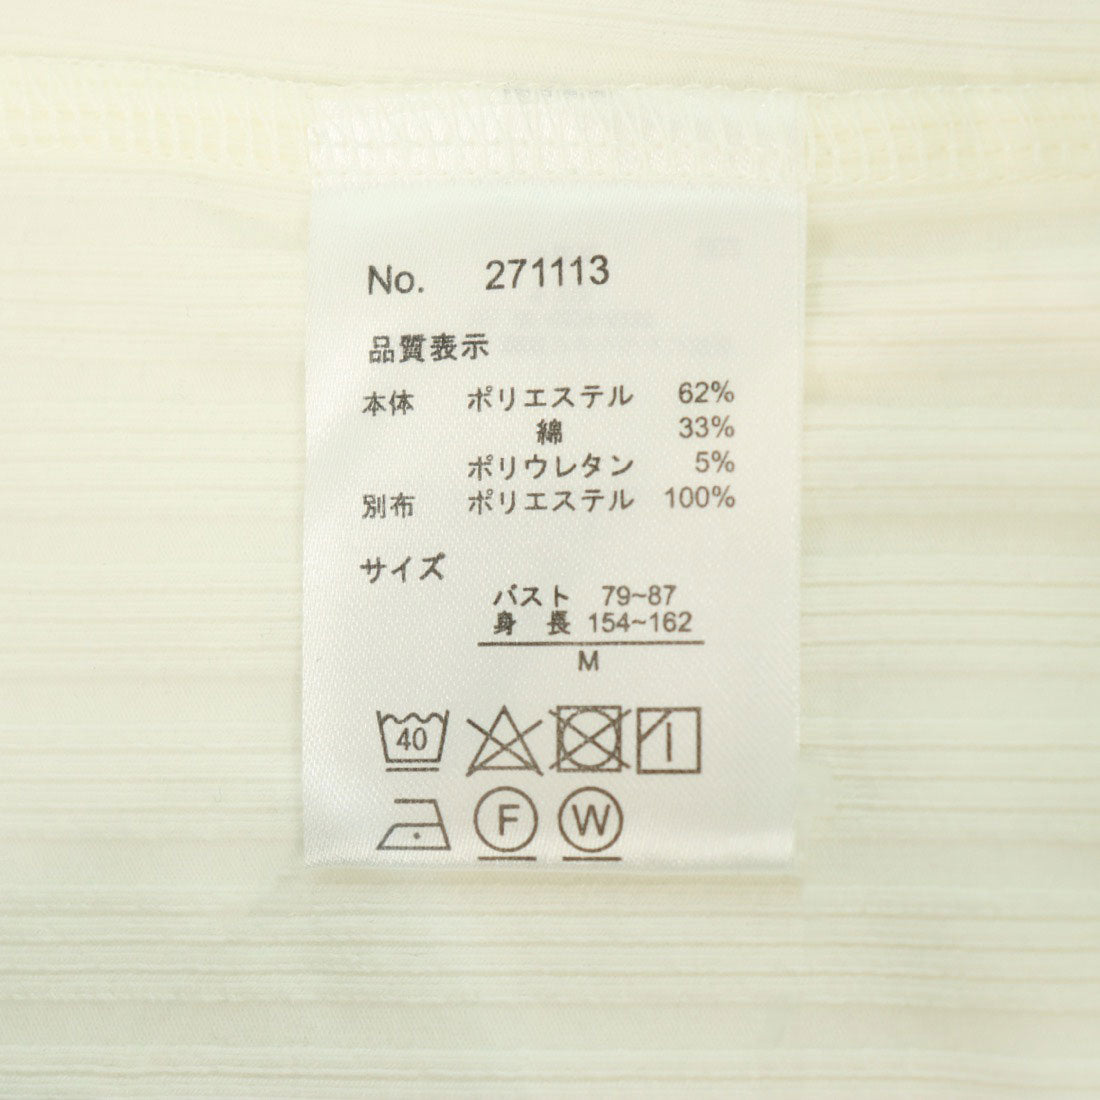 No. 271113
品質表示
本体 ポリエステル 62%
綿 33%
ポリウレタン 5%
別布 ポリエステル 100%
サイズ
バスト 79~87
身 長 154~162
M
40
F W